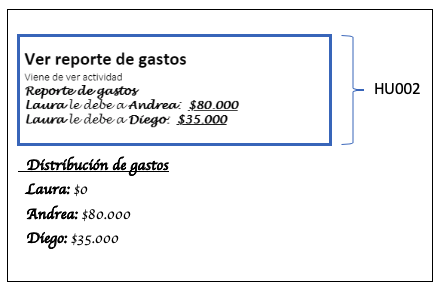 Ver reporte de gastos
Viene de ver actividad
Reporte de gastos
Laura le debe a Andrea: $80.000
Laura le debe a Diego: $35.000
HU002
Distribución de gastos
Laura: $0
Andrea: $80.000
Diego: $35.000